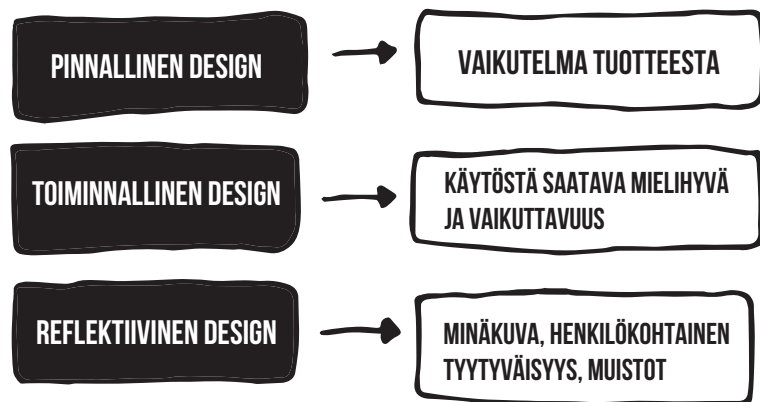 PINNALLINEN DESIGN
VAIKUTELMA TUOTTEESTA
TOIMINNALLINEN DESIGN
KÄYTÖSTÄ SAATAVA MIELIHYVÄ
JA VAIKUTTAVUUS
REFLEKTIIVINEN DESIGN
MINÄKUVA, HENKILÖKOHTAINEN
TYYTYVÄISYYS, MUISTOT